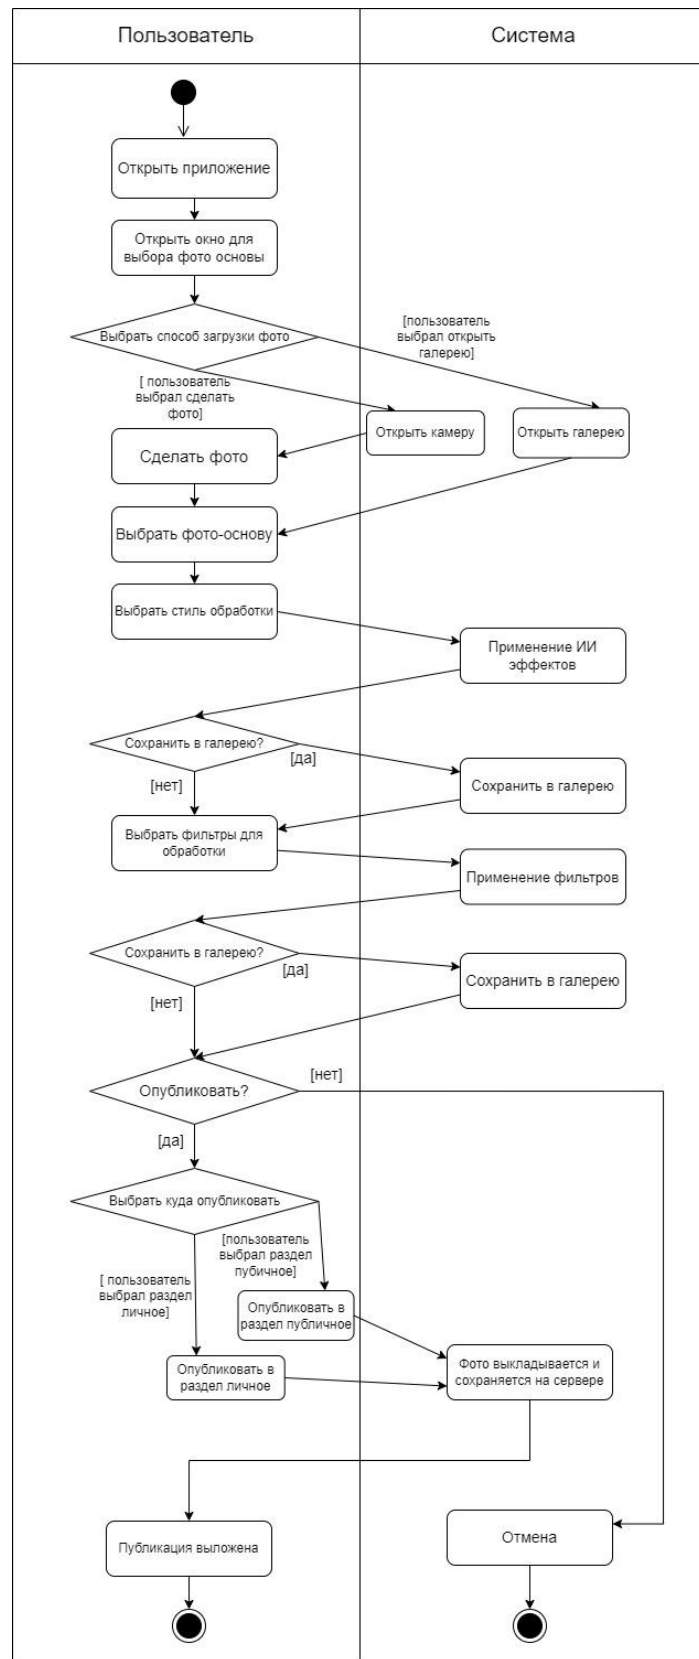 Пользователь
Система
Открыть приложение
Открыть окно для
выбора фото основы
Выбрать способ загрузки фото
[пользователь
выбрал открыть
галерею]
[ пользователь
выбрал сделать
фото]
Открыть камеру
Открыть галерею
Сделать фото
Выбрать фото-основу
Выбрать стиль обработки
Применение ИИ
эффектов
Сохранить в галерею?
[да]
[нет]
Сохранить в галерею
Выбрать фильтры для
обработки
Применение фильтров
Сохранить в галерею?
[да]
[нет]
Сохранить в галерею
Опубликовать?
[нет]
[да]
Выбрать куда опубликовать
[пользователь
выбрал раздел
пубичное]
[ пользователь
выбрал раздел
личное]
Опубликовать в
раздел публичное
Опубликовать в
раздел личное
Фото выкладывается и
сохраняется на сервере
Публикация выложена
Отмена